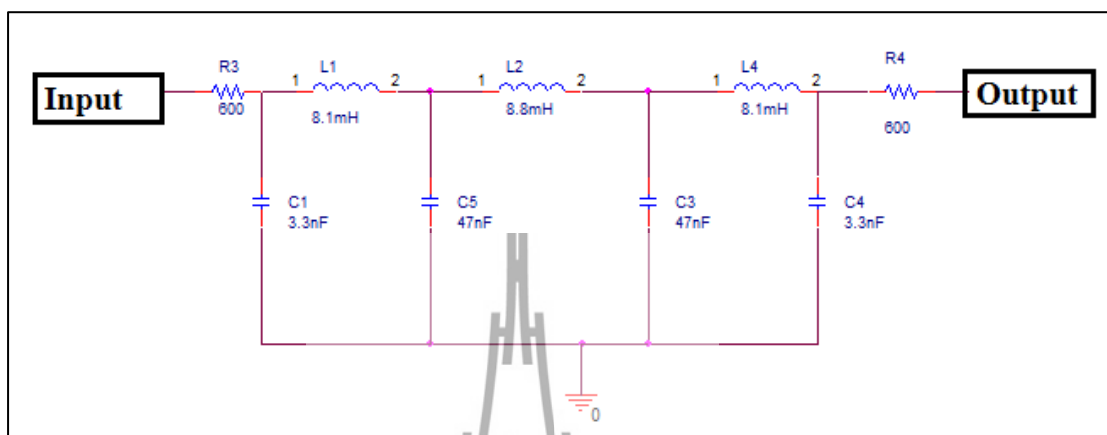 Input
R3
600
1 L1 2
8.1mH
1 L2 2
8.8mH
1 L4 2
8.1mH
R4
600
Output
C1
3.3nF
C5
47nF
C3
47nF
C4
3.3nF
0